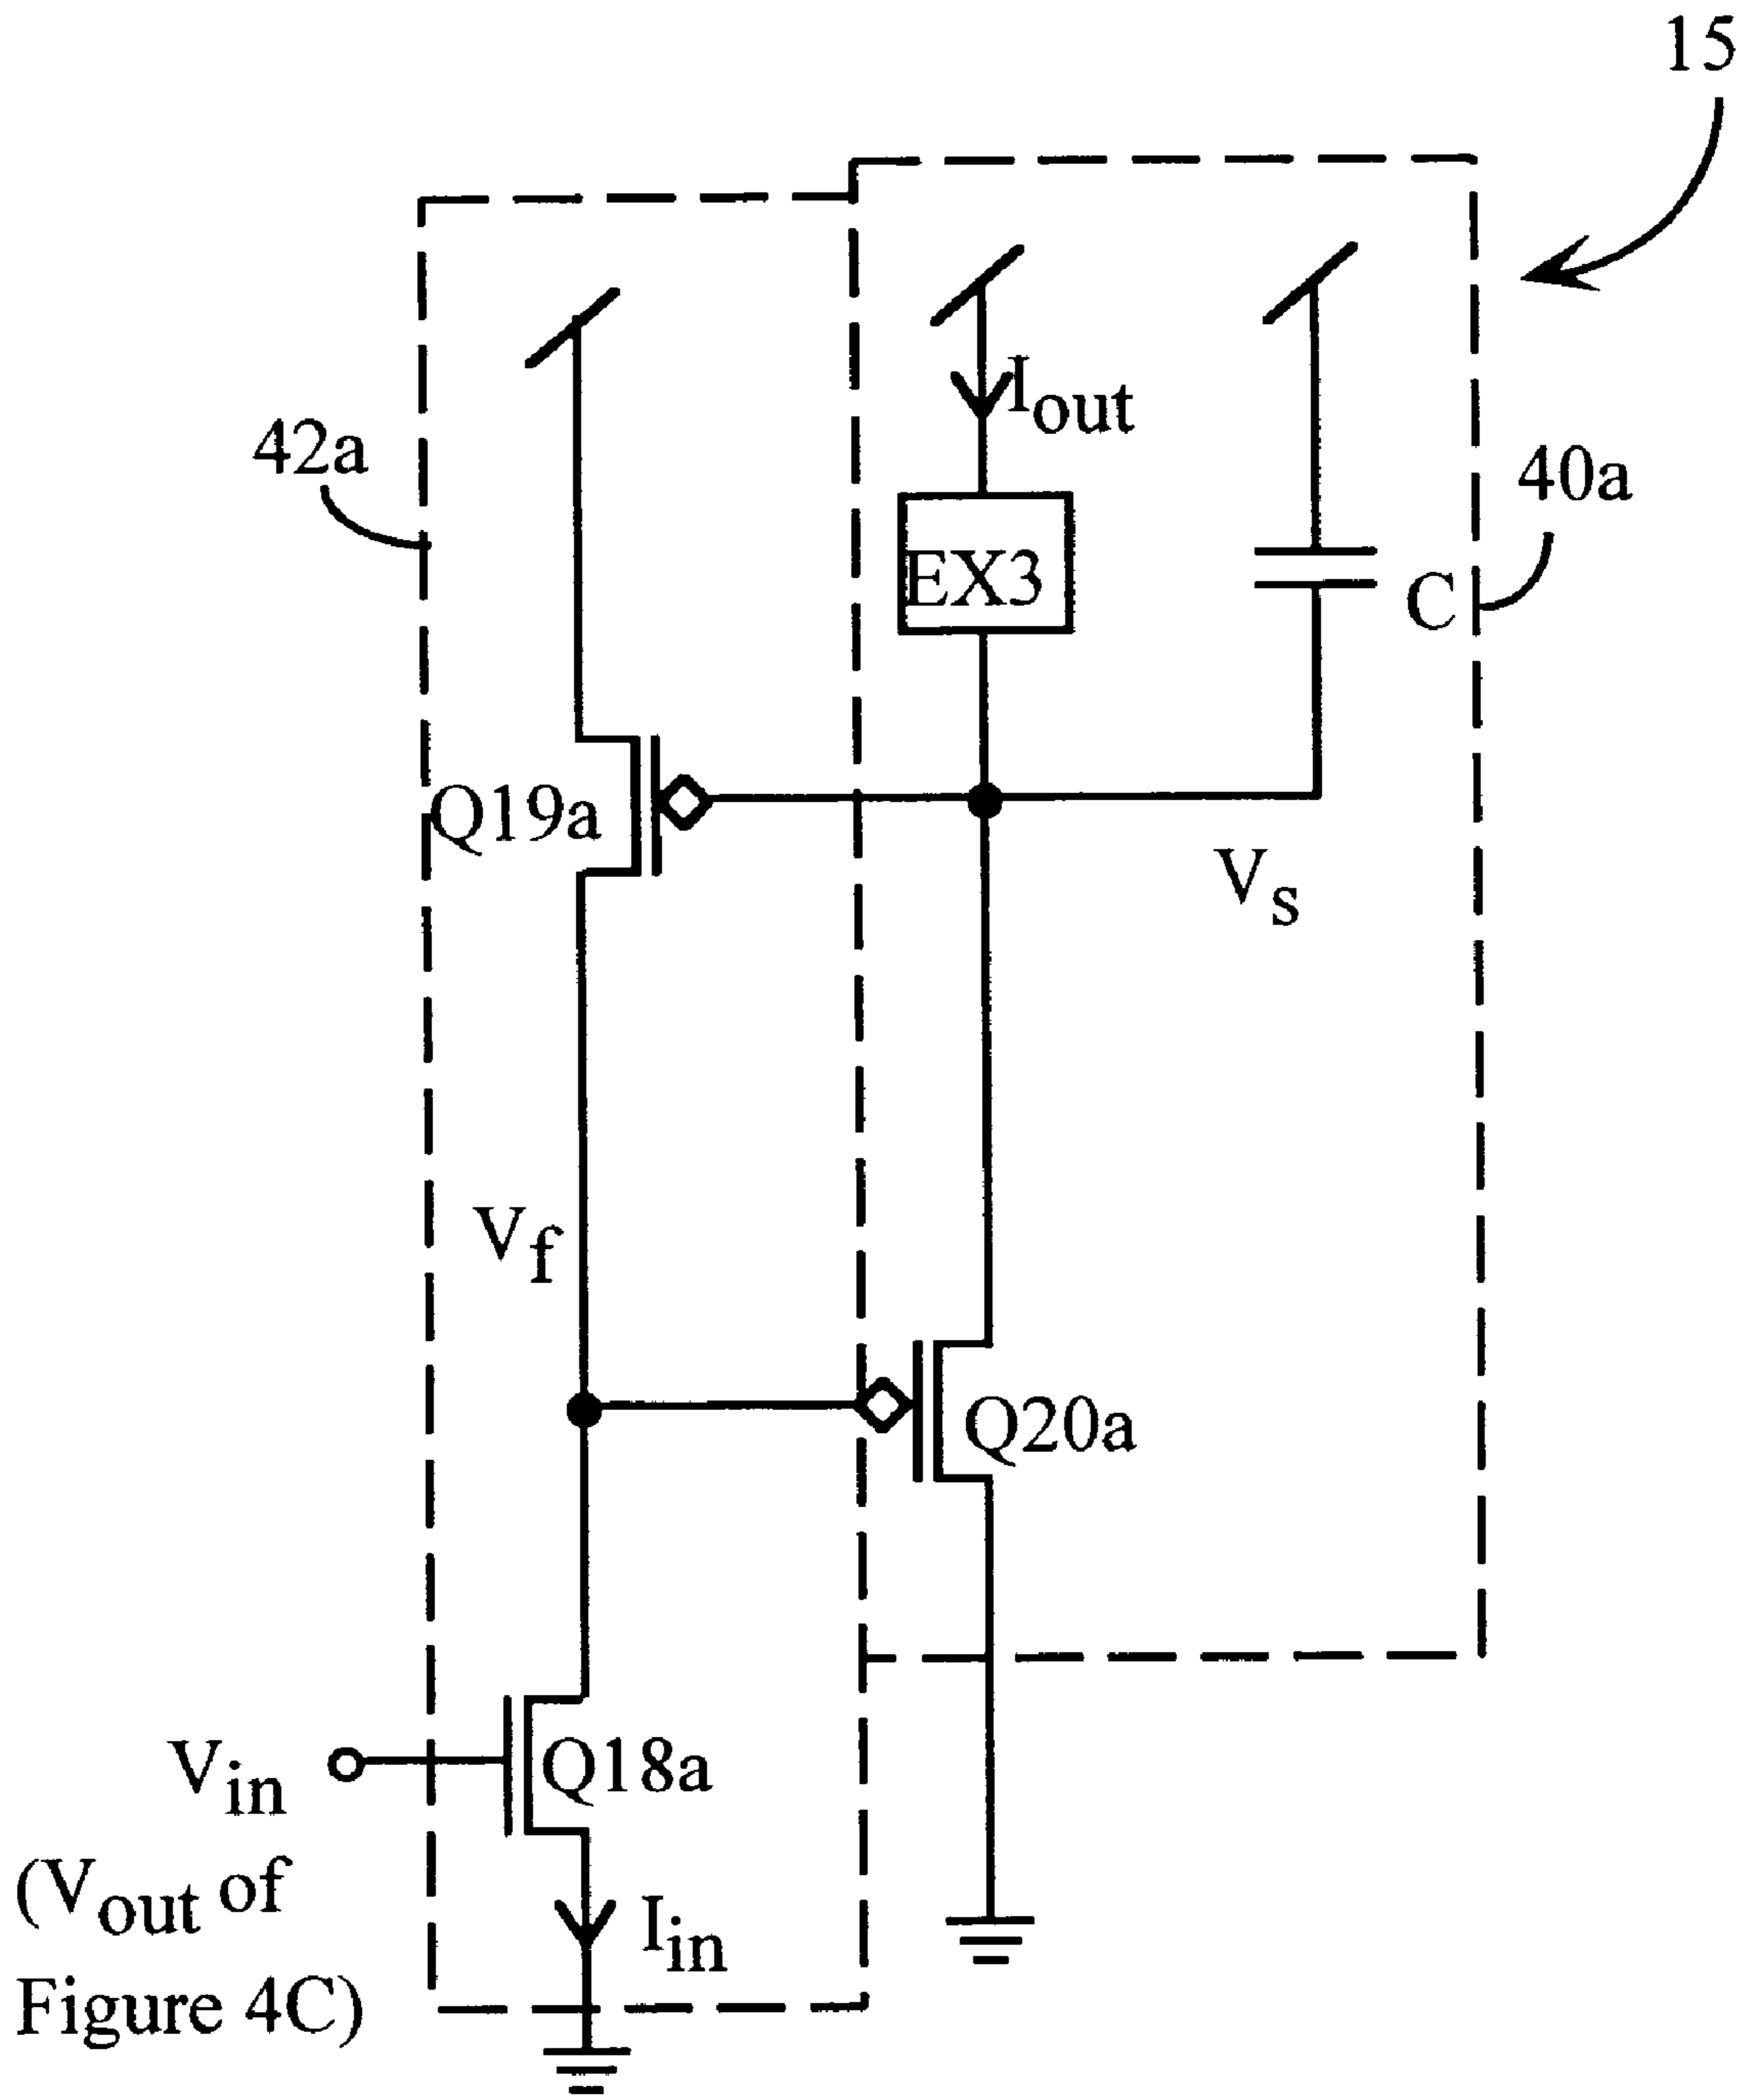 15
I_out
42a
40a
EX3
C
Q19a
V_s
V_f
Q20a
V_in
Q18a
(V_out of
Figure 4C)
I_in